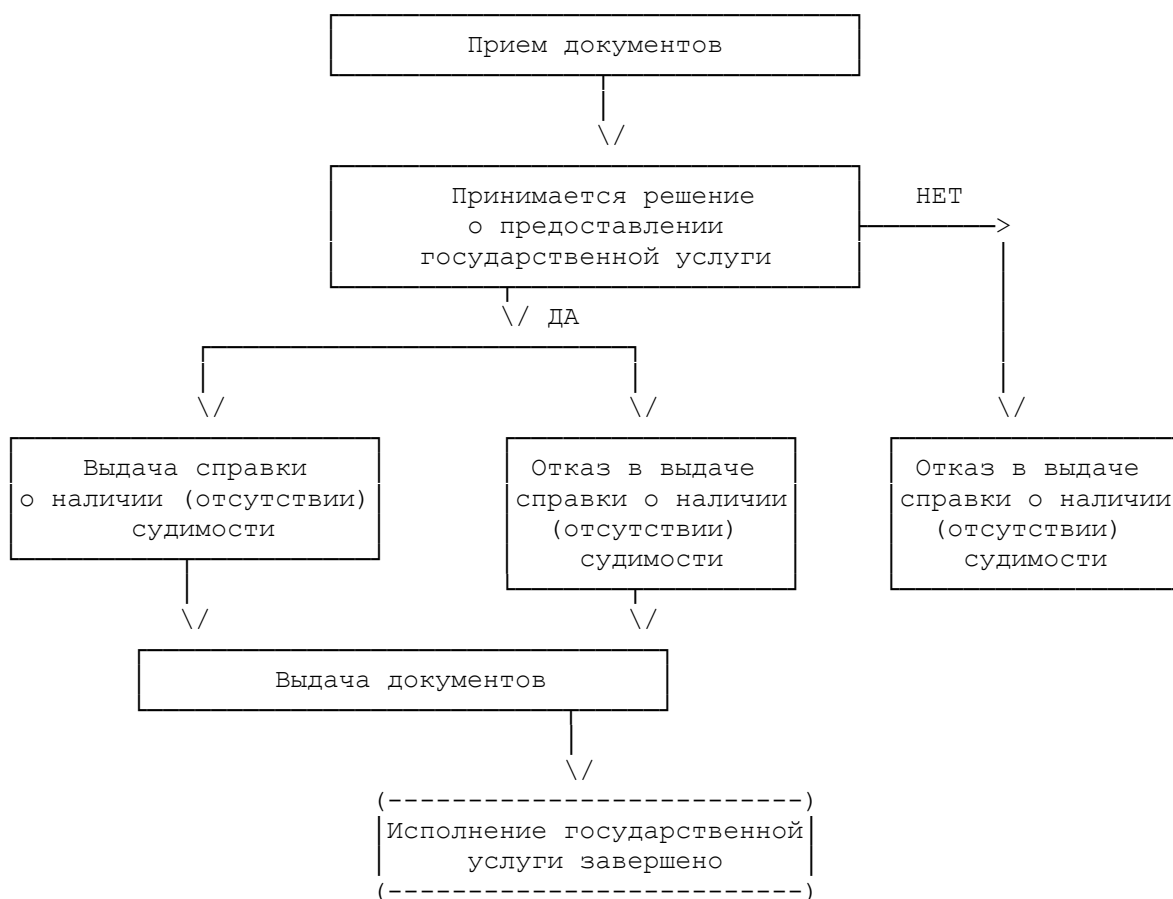 Прием документов
Принимается решение
о предоставлении
государственной услуги
НЕТ
ДА
Выдача справки
о наличии (отсутствии)
судимости
Отказ в выдаче
справки о наличии
(отсутствии)
судимости
Отказ в выдаче
справки о наличии
(отсутствии)
судимости
Выдача документов
Исполнение государственной
услуги завершено